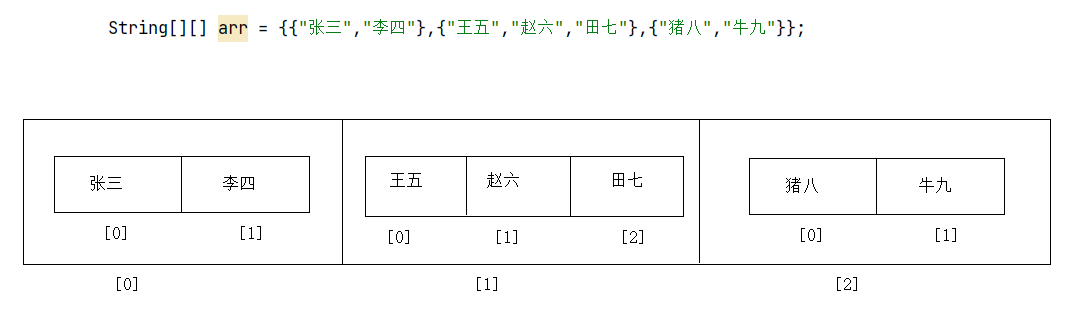 String[][] arr = {{"张三","李四"},{"王五","赵六","田七"},{"猪八","牛九"}};
张三 李四 王五 赵六 田七 猪八 牛九
[0] [1] [0] [1] [2] [0] [1]
[0] [1] [2]